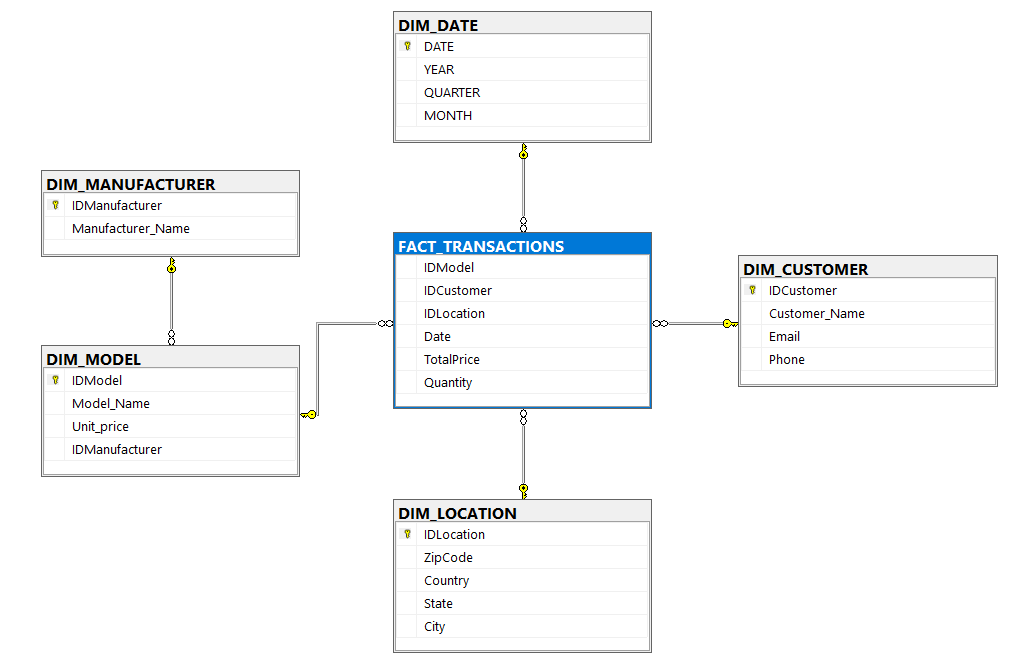 DIM_DATE
DATE
YEAR
QUARTER
MONTH
DIM_MANUFACTURER
IDManufacturer
Manufacturer_Name
FACT_TRANSACTIONS
IDModel
IDCustomer
IDLocation
Date
TotalPrice
Quantity
DIM_CUSTOMER
IDCustomer
Customer_Name
Email
Phone
DIM_MODEL
IDModel
Model_Name
Unit_price
IDManufacturer
DIM_LOCATION
IDLocation
ZipCode
Country
State
City